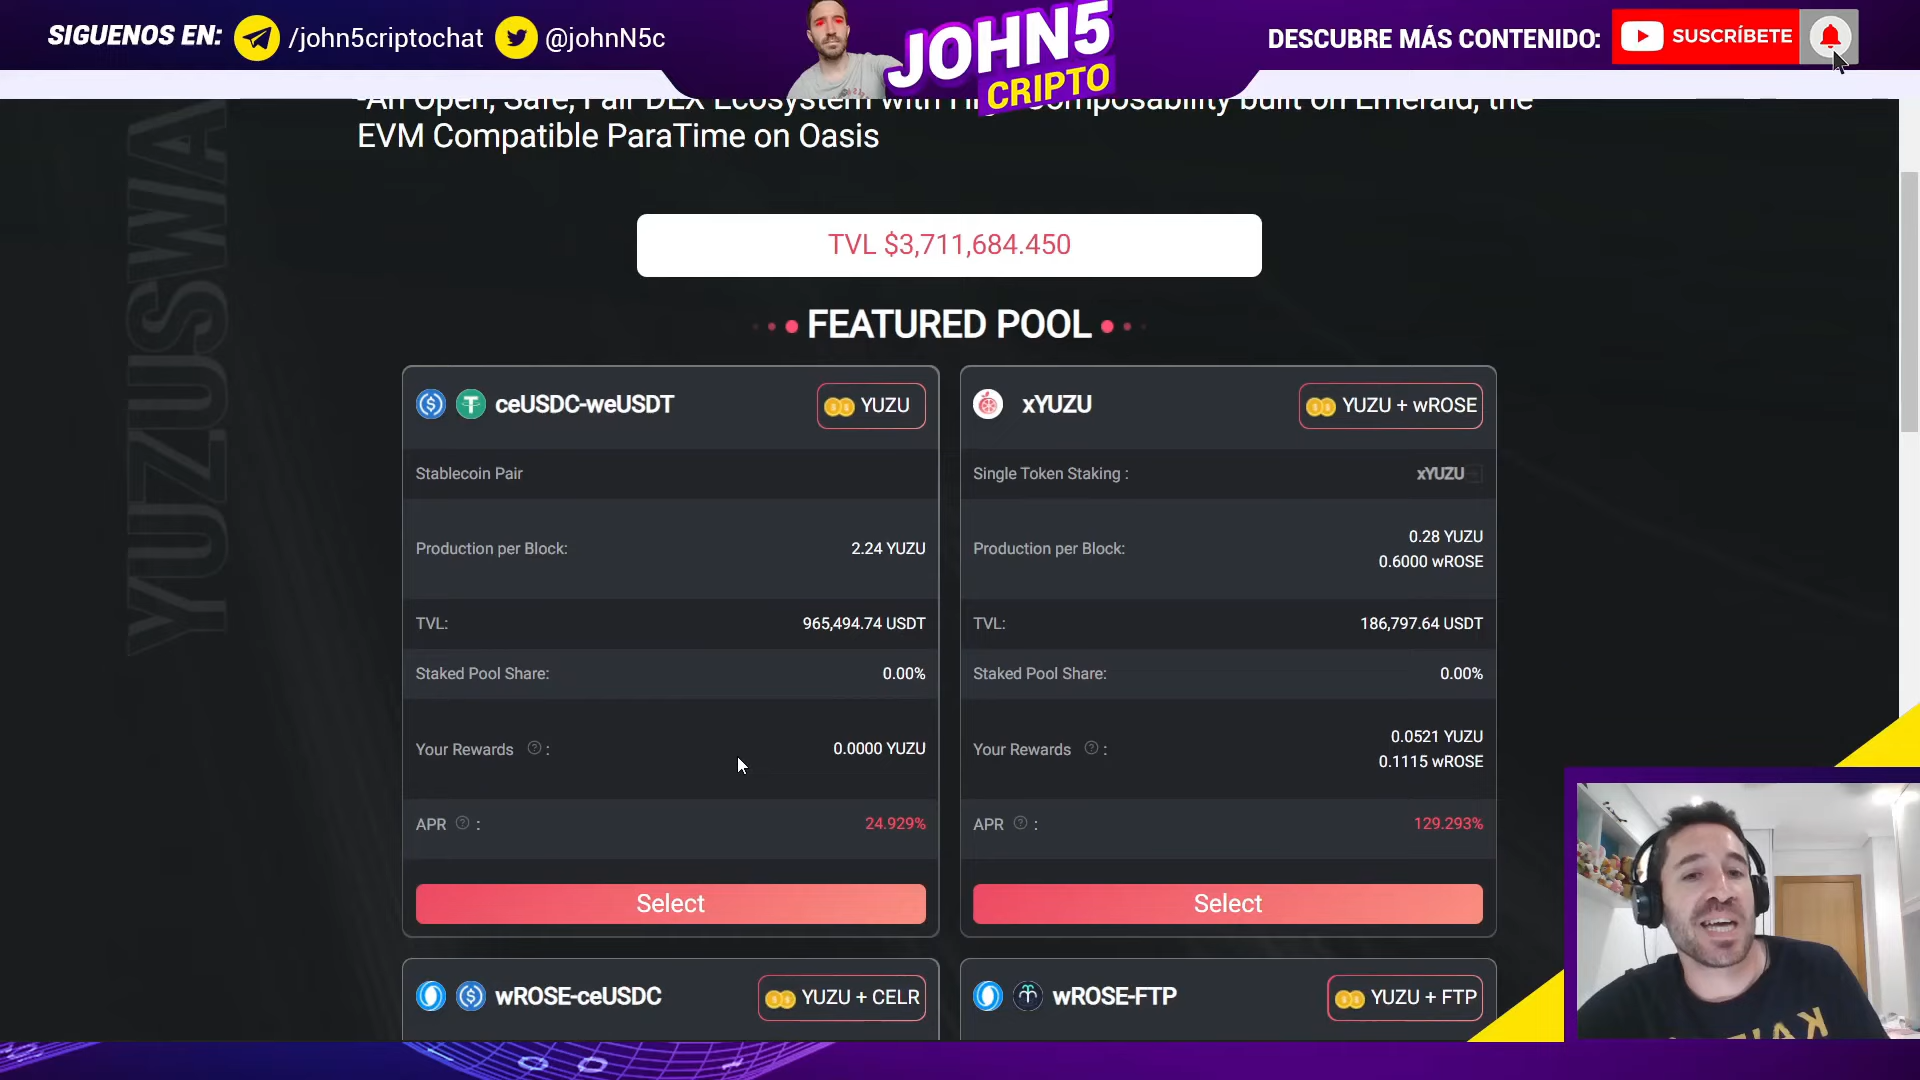 SIGUENOS EN: /john5criptochat @johnN5c
JOHN5
CRIPTO
DESCUBRE MÁS CONTENIDO: SUSCRÍBETE
EVM Compatible ParaTime on Oasis
YUZUSWA
TVL $3,711,684.450
FEATURED POOL
ceUSDC-weUSDT YUZU
Stablecoin Pair
Production per Block: 2.24 YUZU
TVL: 965,494.74 USDT
Staked Pool Share: 0.00%
Your Rewards ? : 0.0000 YUZU
APR ? : 24.929%
Select
xYUZU YUZU + wROSE
Single Token Staking : xYUZU
Production per Block: 0.28 YUZU
0.6000 wROSE
TVL: 186,797.64 USDT
Staked Pool Share: 0.00%
Your Rewards ? : 0.0521 YUZU
0.1115 wROSE
APR ? : 129.293%
Select
wROSE-ceUSDC YUZU + CELR
wROSE-FTP YUZU + FTP